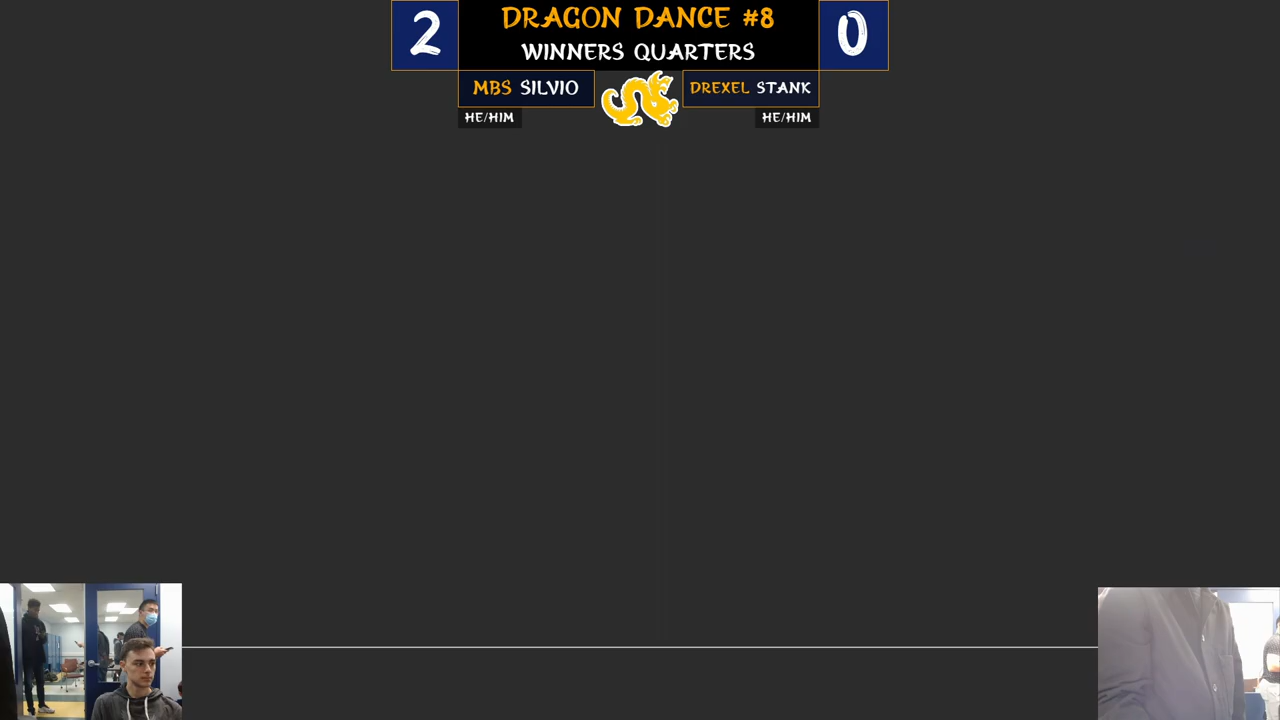 2
DRAGON DANCE #8
0
WINNERS QUARTERS
MBS SILVIO
DREXEL STANK
HE/HIM
HE/HIM